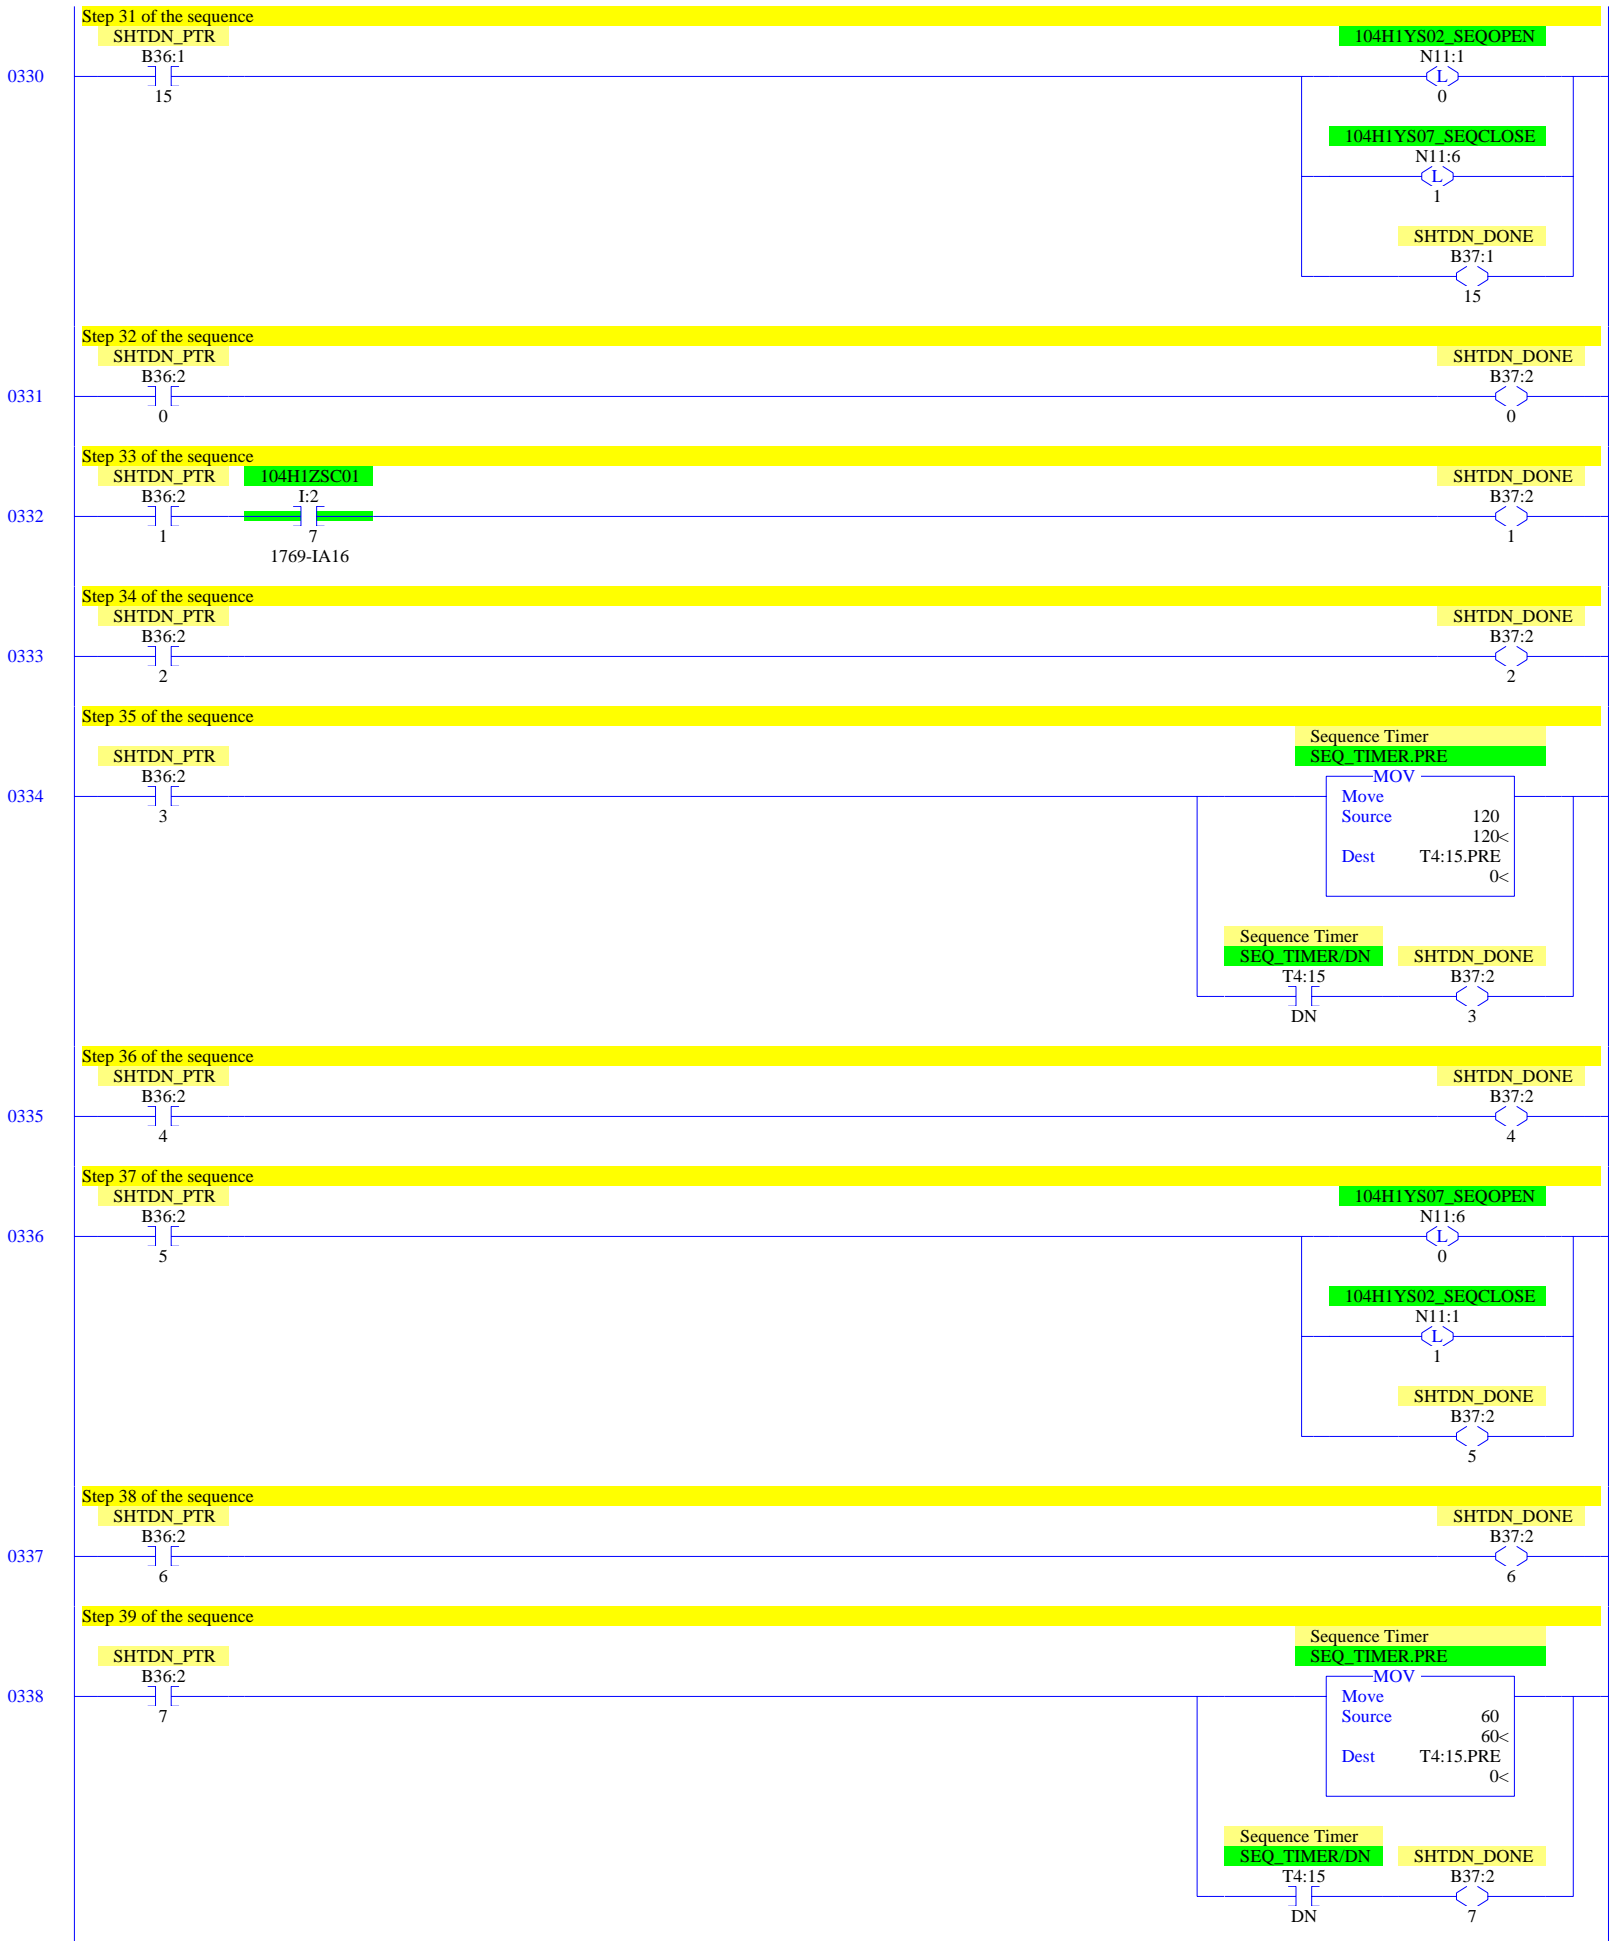 Step 31 of the sequence
SHTDN_PTR
104H1YS02_SEQOPEN
B36:1
N11:1
0330
L
15
0
104H1YS07_SEQCLOSE
N11:6
L
1
SHTDN_DONE
B37:1
15
Step 32 of the sequence
SHTDN_PTR
SHTDN_DONE
B36:2
B37:2
0331
0
0
Step 33 of the sequence
SHTDN_PTR
104H1ZSC01
SHTDN_DONE
B36:2
I:2
B37:2
0332
1
7
1
1769-IA16
Step 34 of the sequence
SHTDN_PTR
SHTDN_DONE
B36:2
B37:2
0333
2
2
Step 35 of the sequence
Sequence Timer
SHTDN_PTR
SEQ_TIMER.PRE
B36:2
MOV
0334
Move
3
Source 120
120<
Dest T4:15.PRE
0<
Sequence Timer
SEQ_TIMER/DN
SHTDN_DONE
T4:15
B37:2
DN
3
Step 36 of the sequence
SHTDN_PTR
SHTDN_DONE
B36:2
B37:2
0335
4
4
Step 37 of the sequence
SHTDN_PTR
104H1YS07_SEQOPEN
B36:2
N11:6
0336
L
5
0
104H1YS02_SEQCLOSE
N11:1
L
1
SHTDN_DONE
B37:2
5
Step 38 of the sequence
SHTDN_PTR
SHTDN_DONE
B36:2
B37:2
0337
6
6
Step 39 of the sequence
Sequence Timer
SHTDN_PTR
SEQ_TIMER.PRE
B36:2
MOV
0338
Move
7
Source 60
60<
Dest T4:15.PRE
0<
Sequence Timer
SEQ_TIMER/DN
SHTDN_DONE
T4:15
B37:2
DN
7